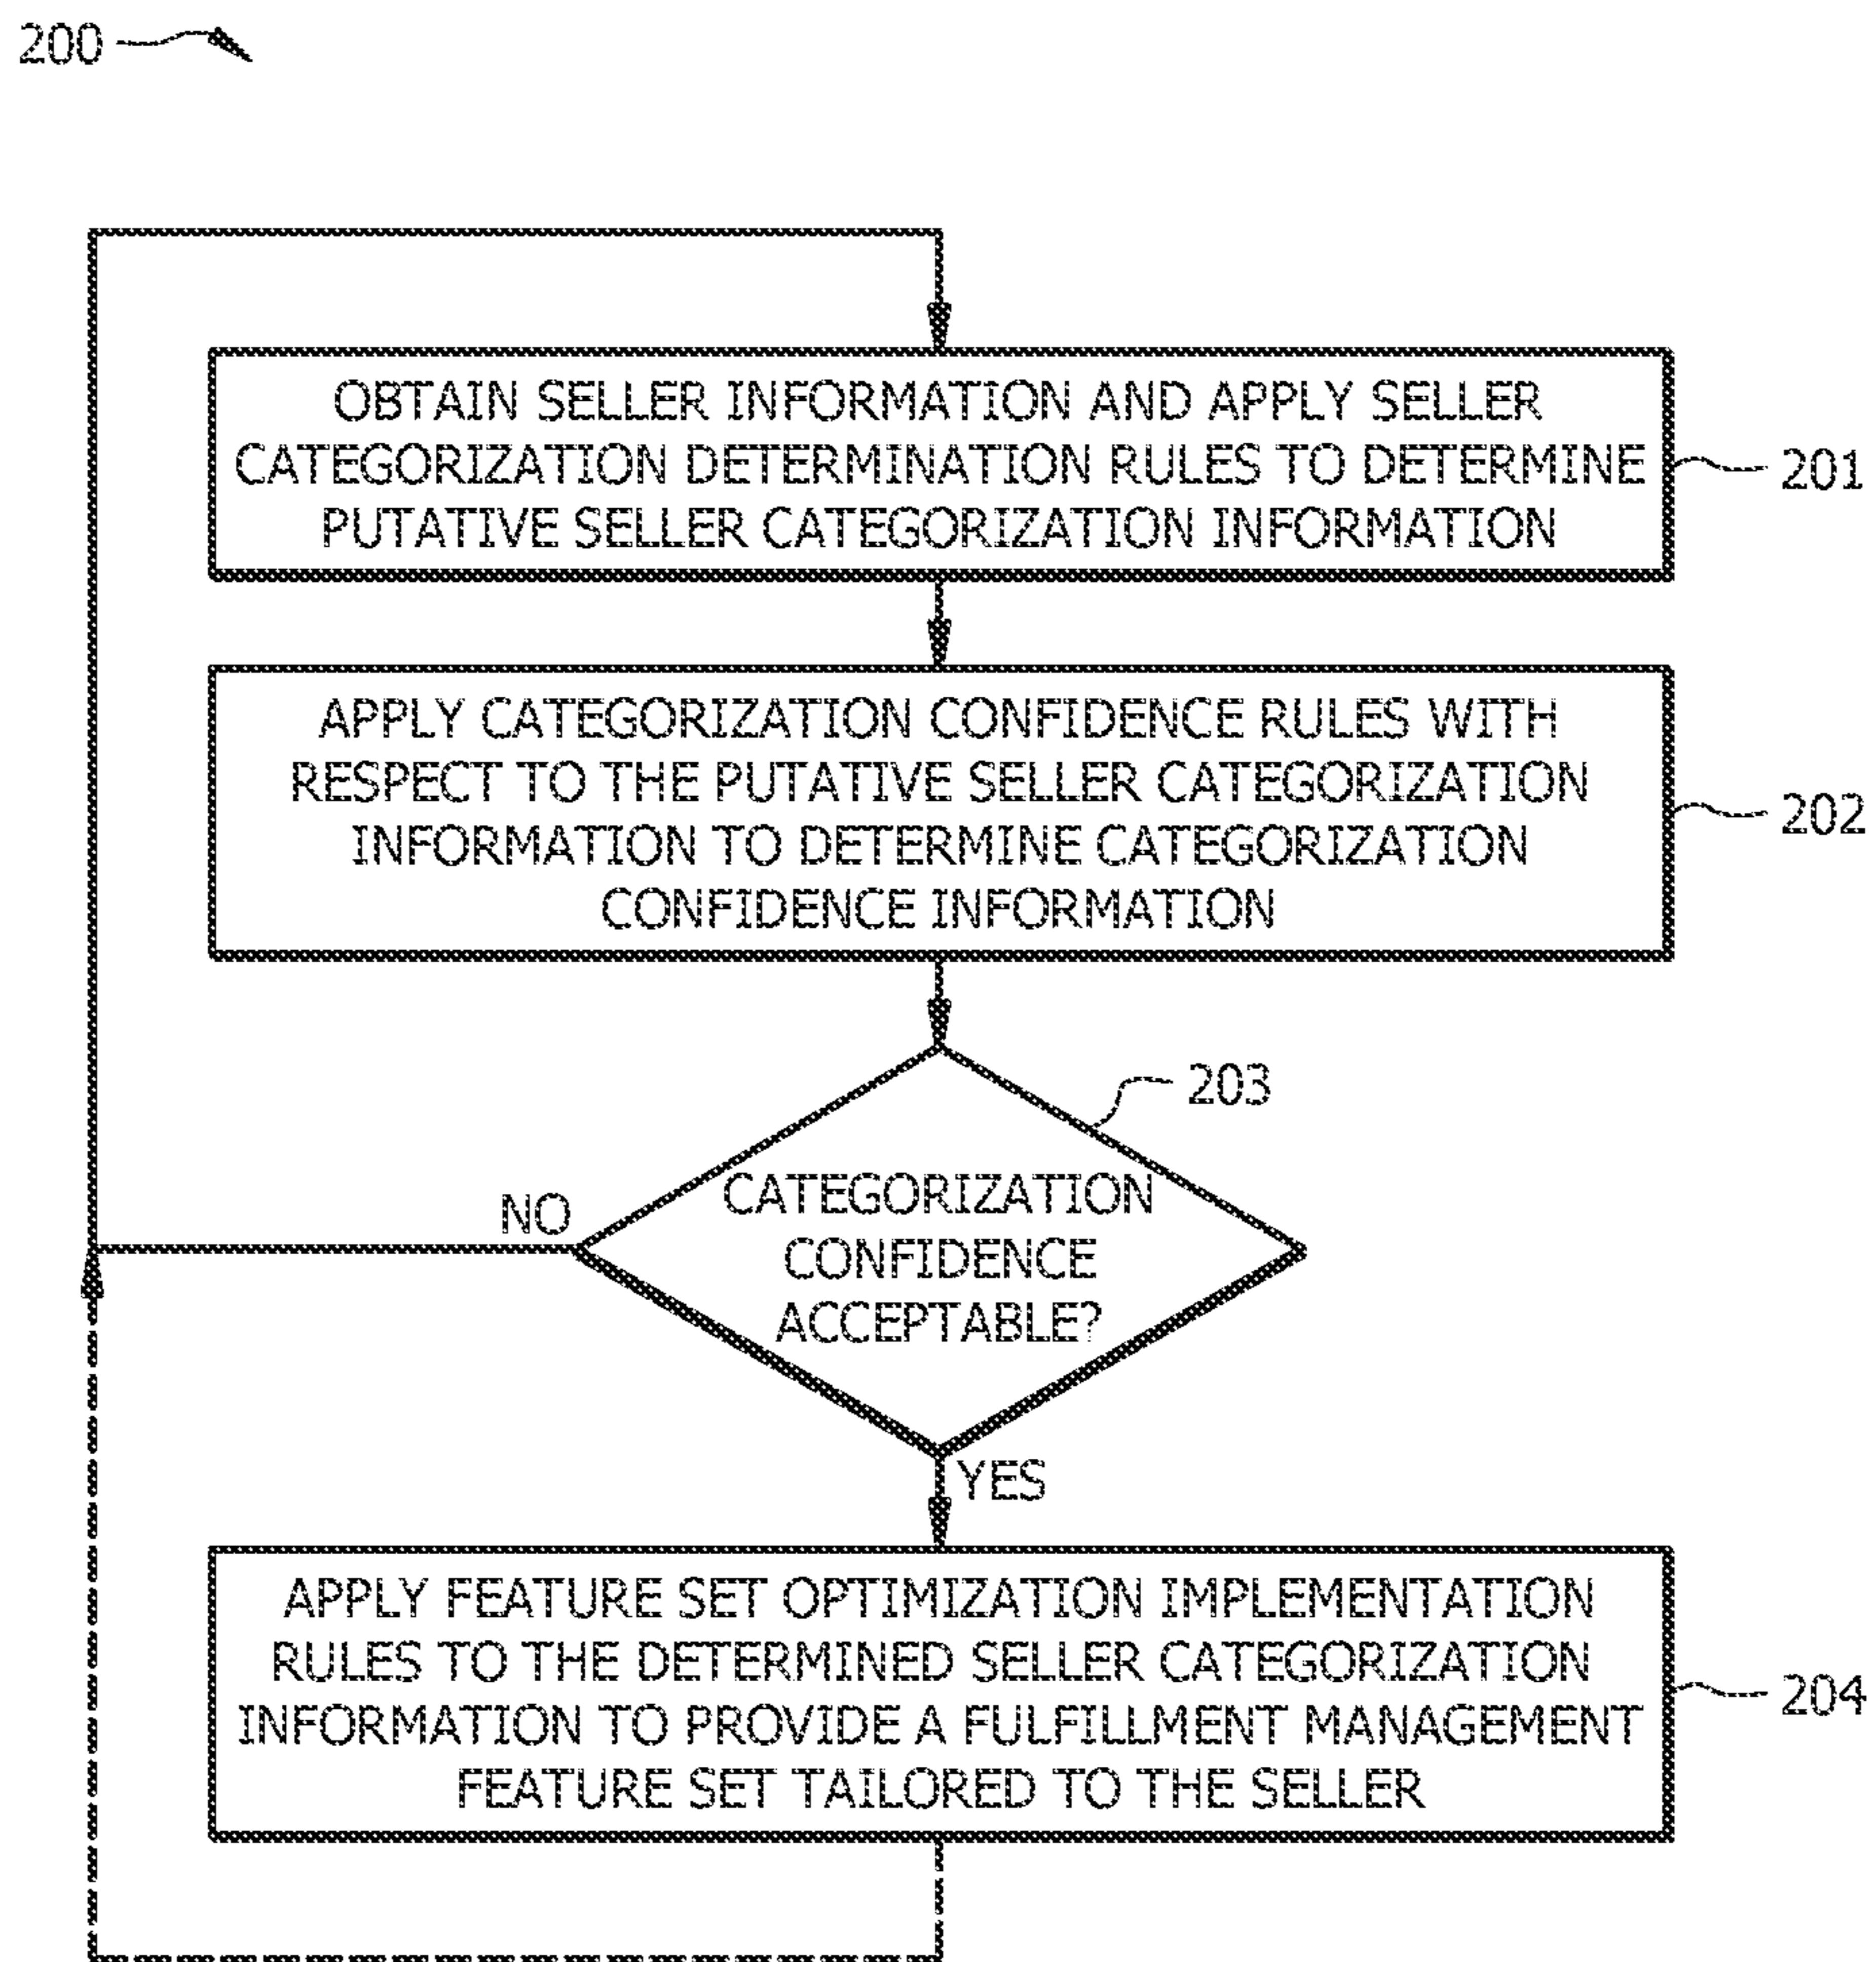 200
OBTAIN SELLER INFORMATION AND APPLY SELLER
CATEGORIZATION DETERMINATION RULES TO DETERMINE
PUTATIVE SELLER CATEGORIZATION INFORMATION
201
APPLY CATEGORIZATION CONFIDENCE RULES WITH
RESPECT TO THE PUTATIVE SELLER CATEGORIZATION
INFORMATION TO DETERMINE CATEGORIZATION
CONFIDENCE INFORMATION
202
203
CATEGORIZATION
CONFIDENCE
ACCEPTABLE?
NO
YES
APPLY FEATURE SET OPTIMIZATION IMPLEMENTATION
RULES TO THE DETERMINED SELLER CATEGORIZATION
INFORMATION TO PROVIDE A FULFILLMENT MANAGEMENT
FEATURE SET TAILORED TO THE SELLER
204